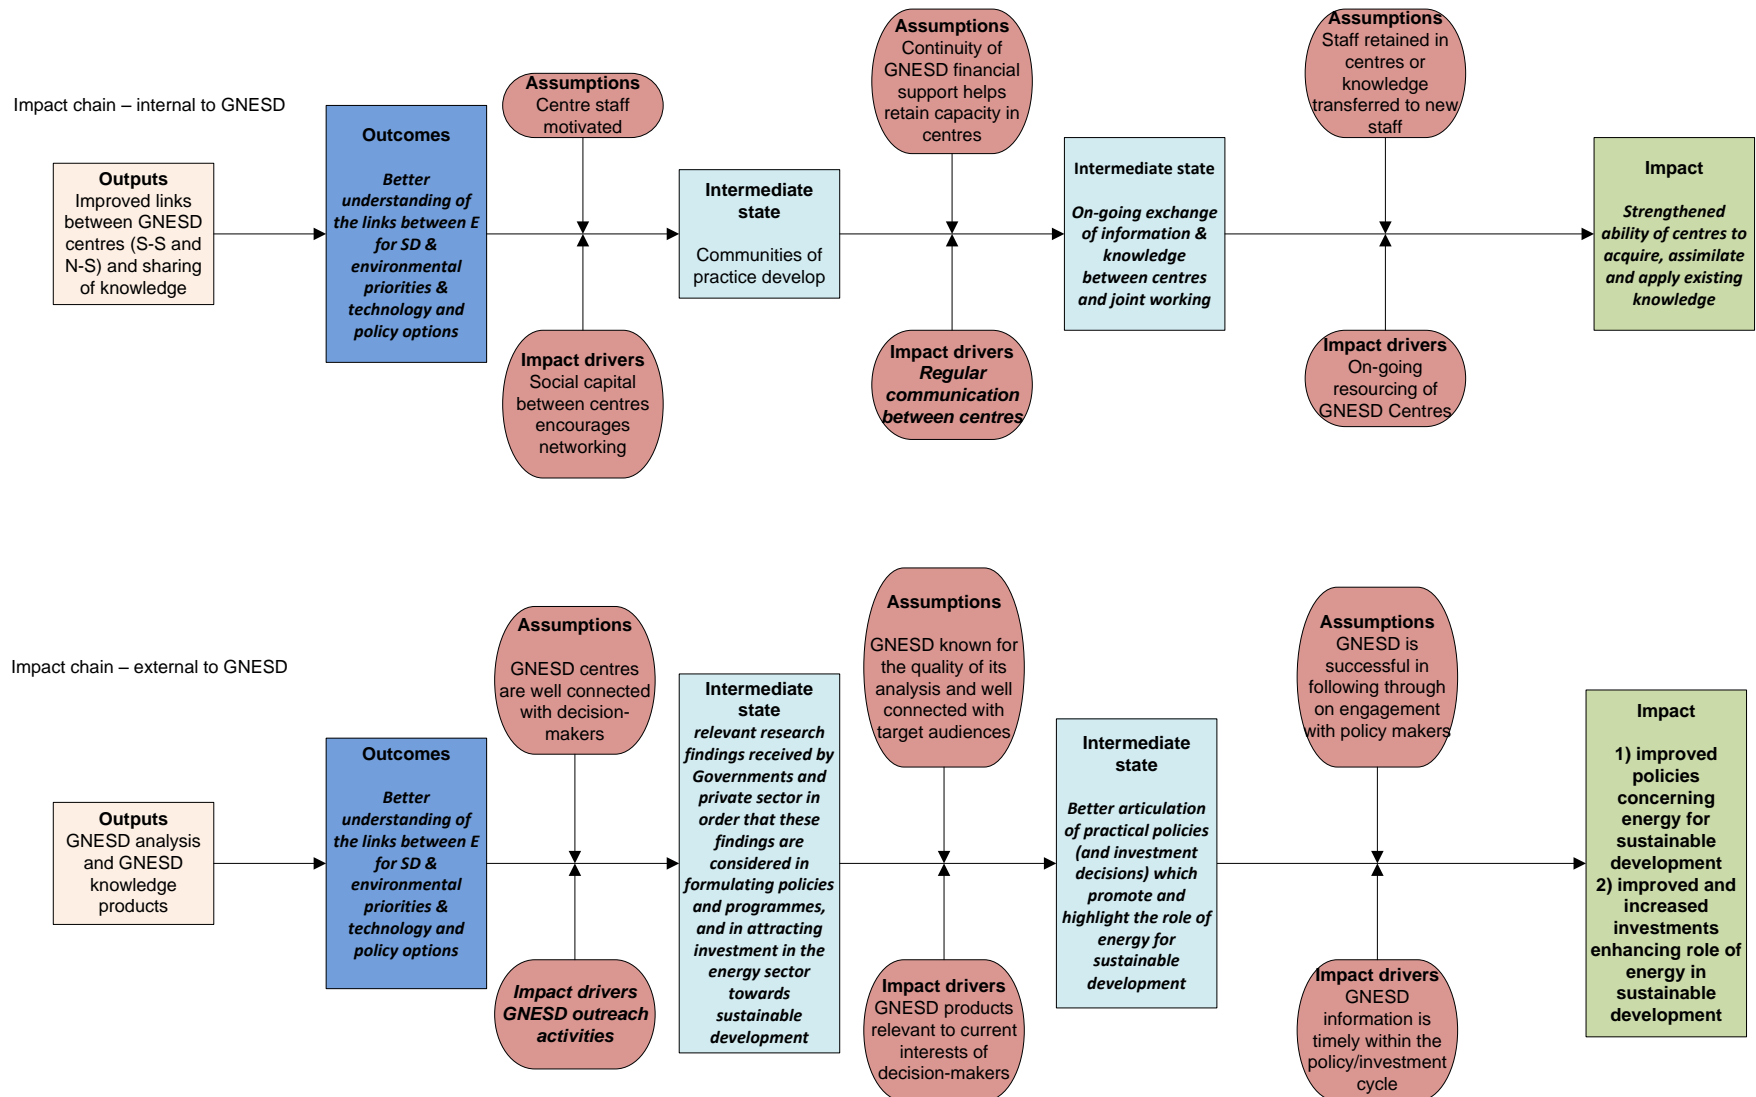 Impact chain – internal to GNESD
Outputs
Improved links
between GNESD
centres (S-S and
N-S) and sharing
of knowledge
Outcomes
Better
understanding of
the links between E
for SD &
environmental
priorities &
technology and
policy options
Assumptions
Centre staff
motivated
Impact drivers
Social capital
between centres
encourages
networking
Intermediate
state
Communities of
practice develop
Assumptions
Continuity of
GNESD financial
support helps
retain capacity in
centres
Impact drivers
Regular
communication
between centres
Intermediate state
On-going exchange
of information &
knowledge
between centres
and joint working
Assumptions
Staff retained in
centres or
knowledge
transferred to new
staff
Impact drivers
On-going
resourcing of
GNESD Centres
Impact
Strengthened
ability of centres to
acquire, assimilate
and apply existing
knowledge
Impact chain – external to GNESD
Outputs
GNESD analysis
and GNESD
knowledge
products
Outcomes
Better
understanding of
the links between E
for SD &
environmental
priorities &
technology and
policy options
Assumptions
GNESD centres
are well connected
with decision-
makers
Impact drivers
GNESD outreach
activities
Intermediate
state
relevant research
findings received by
Governments and
private sector in
order that these
findings are
considered in
formulating policies
and programmes,
and in attracting
investment in the
energy sector
towards
sustainable
development
Assumptions
GNESD known for
the quality of its
analysis and well
connected with
target audiences
Impact drivers
GNESD products
relevant to current
interests of
decision-makers
Intermediate
state
Better articulation
of practical policies
(and investment
decisions) which
promote and
highlight the role of
energy for
sustainable
development
Assumptions
GNESD is
successful in
following through
on engagement
with policy makers
Impact drivers
GNESD
information is
timely within the
policy/investment
cycle
Impact
1) improved
policies
concerning
energy for
sustainable
development
2) improved and
increased
investments
enhancing role of
energy in
sustainable
development